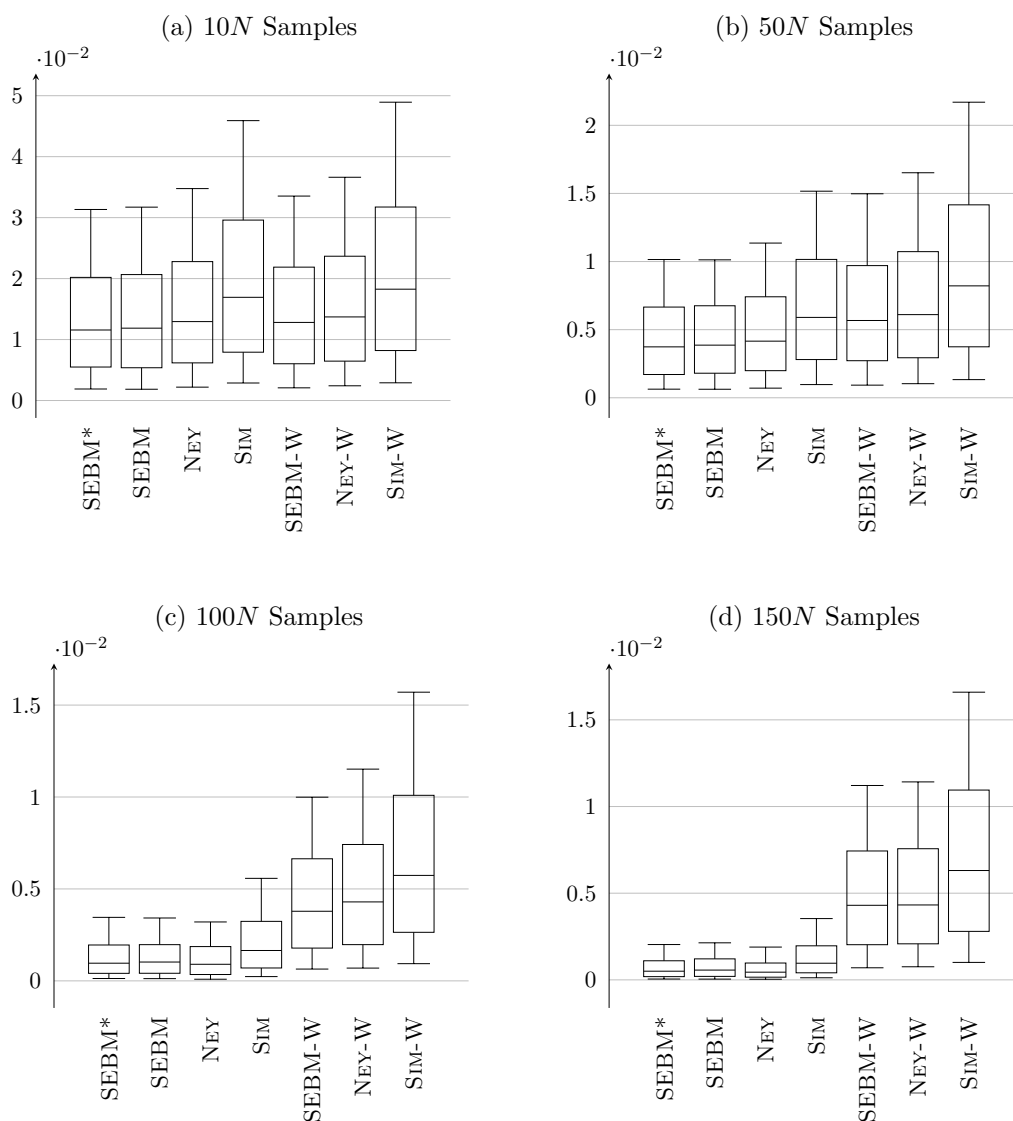 (a) 10N Samples
·10⁻²
5
4
3
2
1
0
SEBM*
SEBM
NEY
SIM
SEBM-W
NEY-W
SIM-W
(b) 50N Samples
·10⁻²
2
1.5
1
0.5
0
SEBM*
SEBM
NEY
SIM
SEBM-W
NEY-W
SIM-W
(c) 100N Samples
·10⁻²
1.5
1
0.5
0
SEBM*
SEBM
NEY
SIM
SEBM-W
NEY-W
SIM-W
(d) 150N Samples
·10⁻²
1.5
1
0.5
0
SEBM*
SEBM
NEY
SIM
SEBM-W
NEY-W
SIM-W